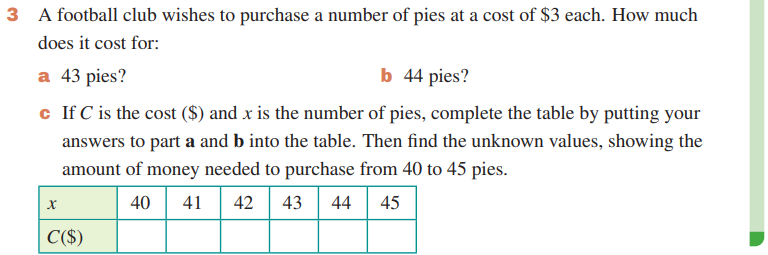 3 A football club wishes to purchase a number of pies at a cost of $3 each. How much
does it cost for:
a 43 pies? b 44 pies?
c If C is the cost ($) and x is the number of pies, complete the table by putting your
answers to part a and b into the table. Then find the unknown values, showing the
amount of money needed to purchase from 40 to 45 pies.
x 40 41 42 43 44 45
C($)